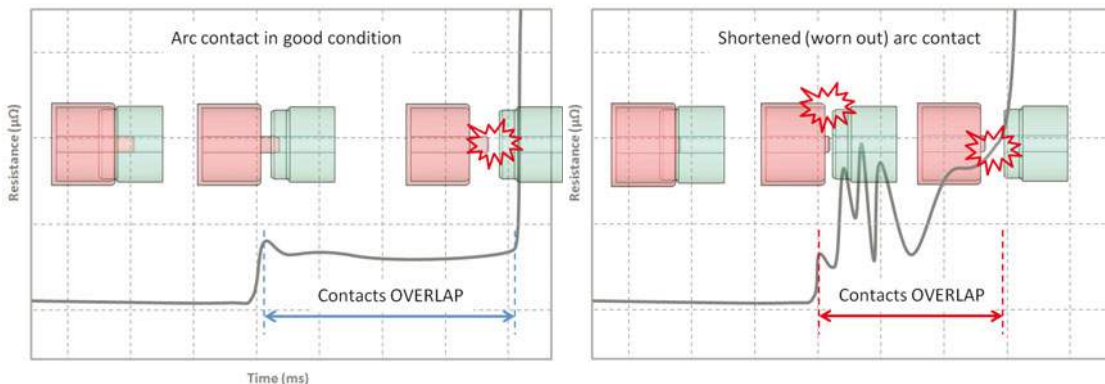 Arc contact in good condition
Resistance (μΩ)
Contacts OVERLAP
Time (ms)
Shortened (worn out) arc contact
Resistance (μΩ)
Contacts OVERLAP